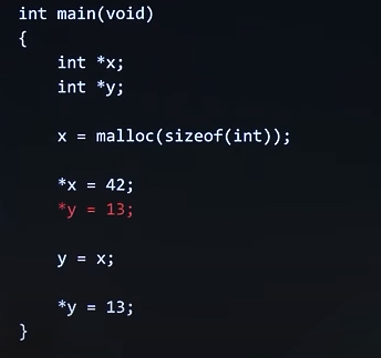 int main(void)
{
    int *x;
    int *y;
    x = malloc(sizeof(int));
    *x = 42;
    *y = 13;
    y = x;
    *y = 13;
}